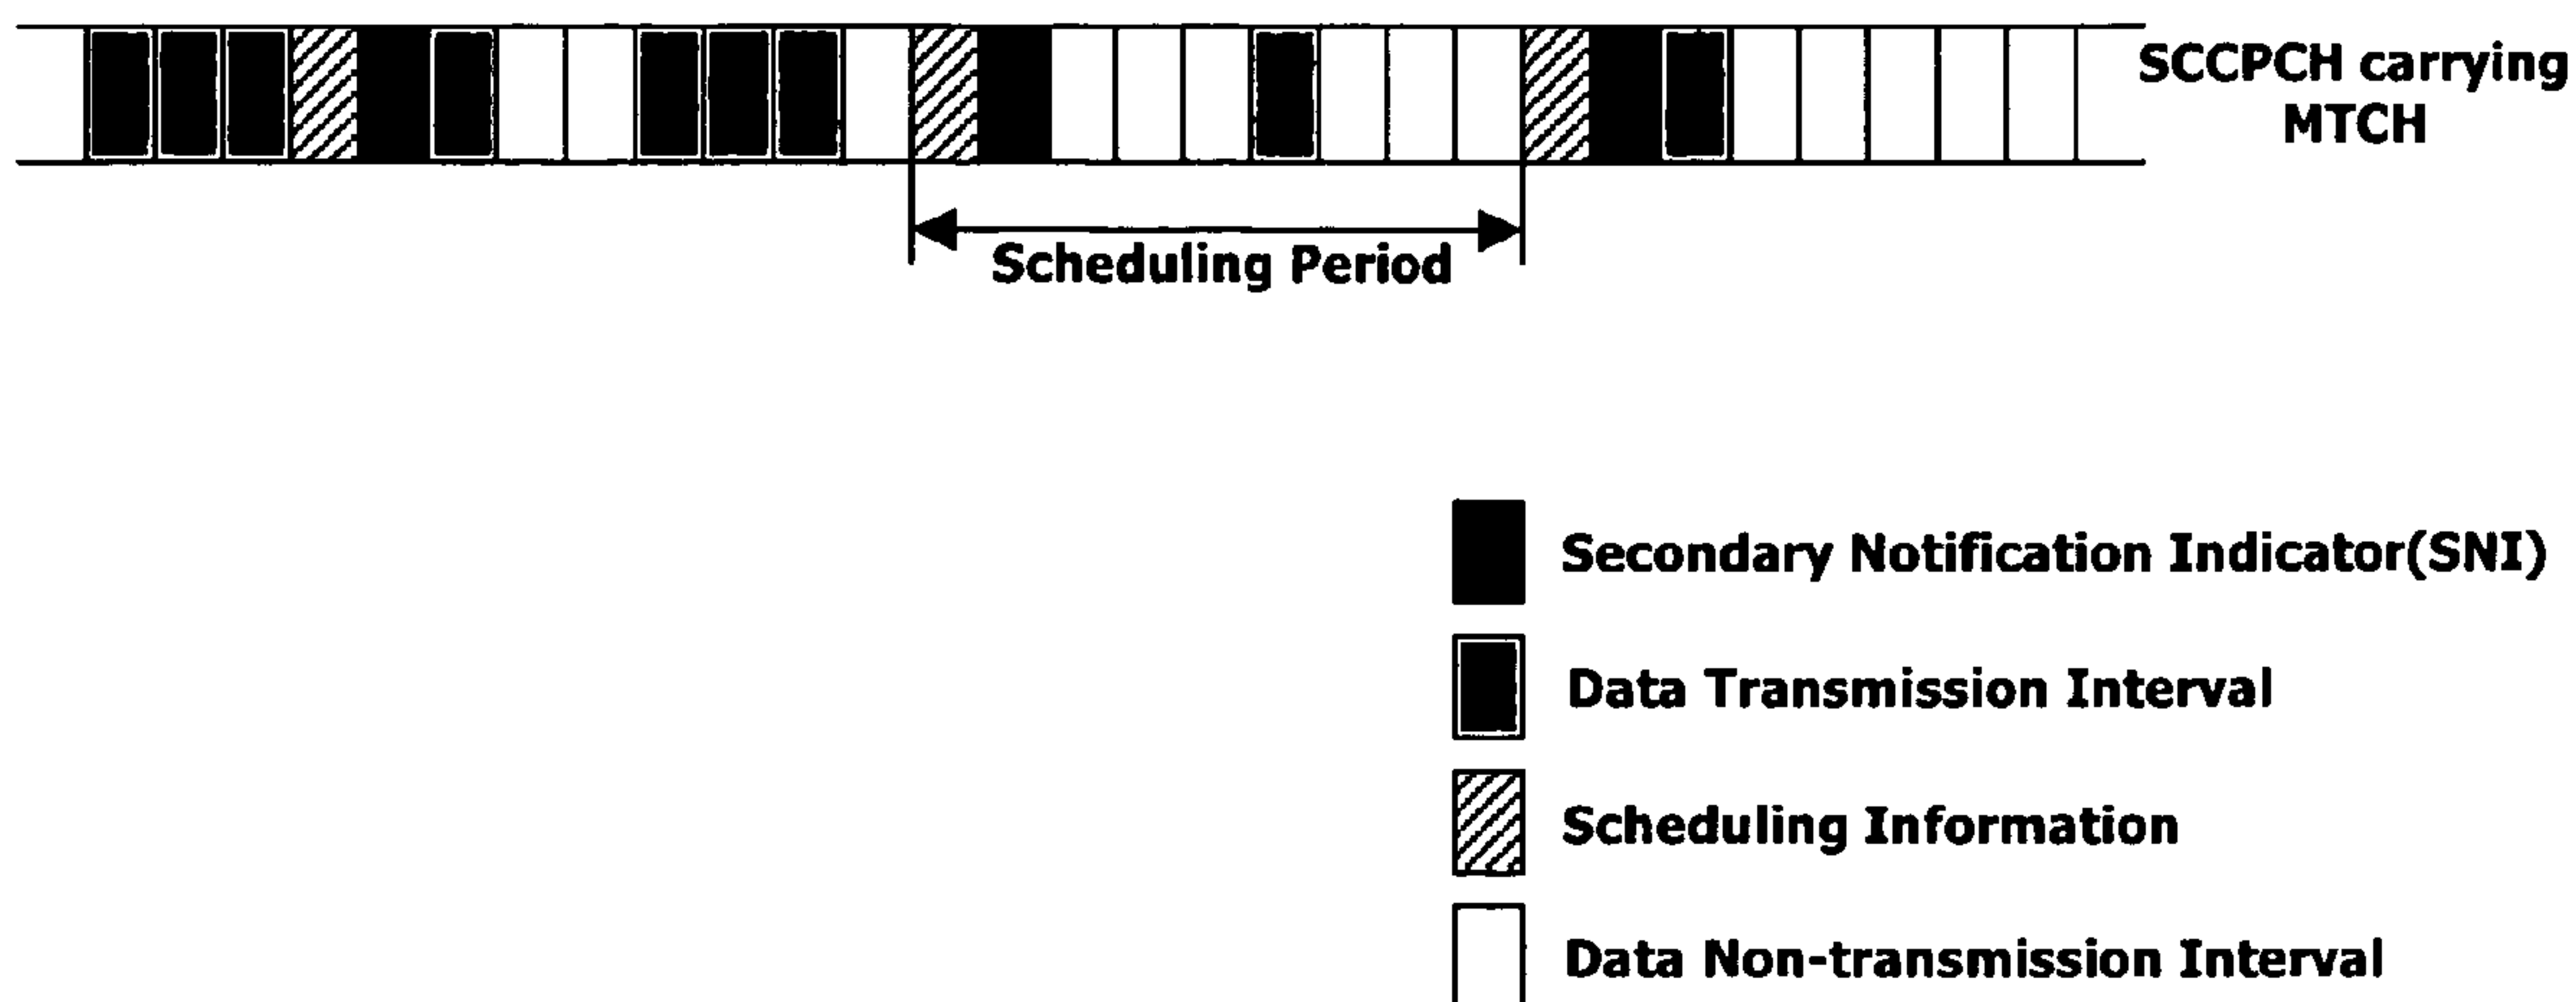 SCCPCH carrying
MTCH
Scheduling Period
Secondary Notification Indicator(SNI)
Data Transmission Interval
Scheduling Information
Data Non-transmission Interval